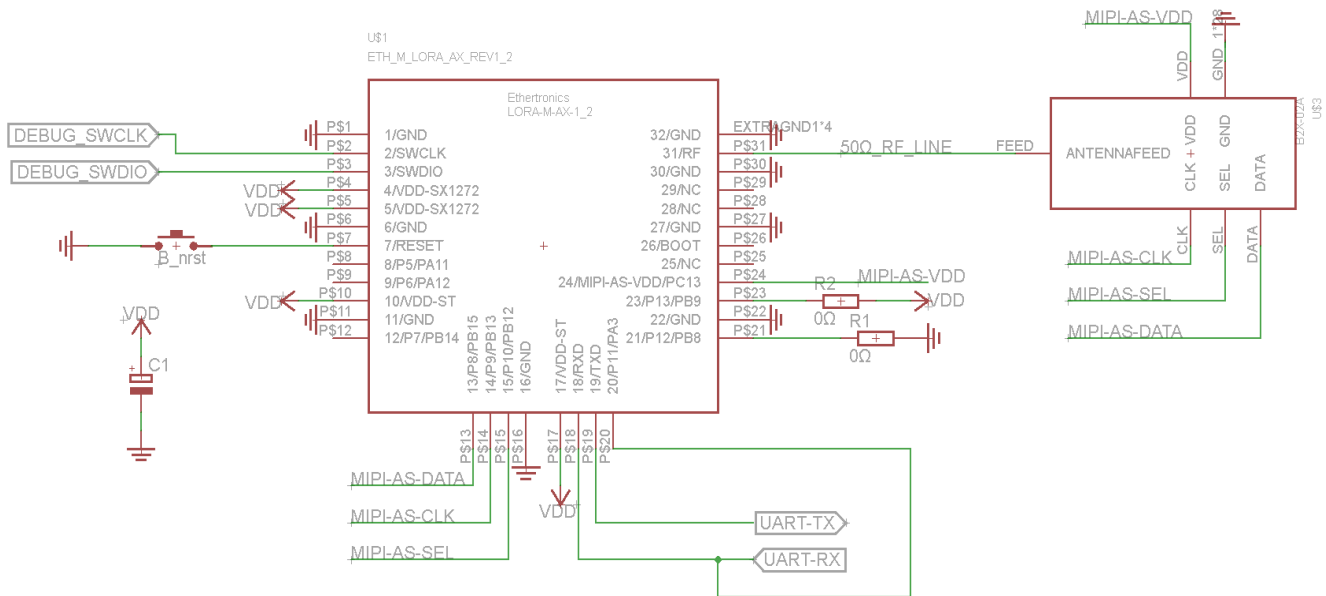 U$1
ETH_M_LORA_AX_REV1_2
Ethertronics
LORA-M-AX-1_2
DEBUG_SWCLK
DEBUG_SWDIO
VDD
VDD
B_nrst
VDD
VDD
C1
P$1
P$2
P$3
P$4
P$5
P$6
P$7
P$8
P$9
P$10
P$11
P$12
1/GND
2/SWCLK
3/SWDIO
4/VDD-SX1272
5/VDD-SX1272
6/GND
7/RESET
8/P5/PA11
9/P6/PA12
10/VDD-ST
11/GND
12/P7/PB14
13/P8/PB15
14/P9/PB13
15/P10/PB12
16/GND
17/VDD-ST
18/RXD
19/TXD
20/P11/PA3
32/GND
31/RF
30/GND
29/NC
28/NC
27/GND
26/BOOT
25/NC
24/MIPI-AS-VDD/PC13
23/P13/PB9
22/GND
21/P12/PB8
EXTRAGND1*4
P$31
P$30
P$29
P$28
P$27
P$26
P$25
P$24
P$23
P$22
P$21
50Ω_RF_LINE
FEED
MIPI-AS-VDD
R2
0Ω
VDD
R1
0Ω
P$13
P$14
P$15
P$16
P$17
P$18
P$19
P$20
MIPI-AS-DATA
MIPI-AS-CLK
MIPI-AS-SEL
VDD
UART-TX
UART-RX
MIPI-AS-VDD
VDD
GND 1*28
ANTENNAFEED
CLK
VDD
SEL
GND
DATA
U$3
B2X-02A
CLK
SEL
DATA
MIPI-AS-CLK
MIPI-AS-SEL
MIPI-AS-DATA